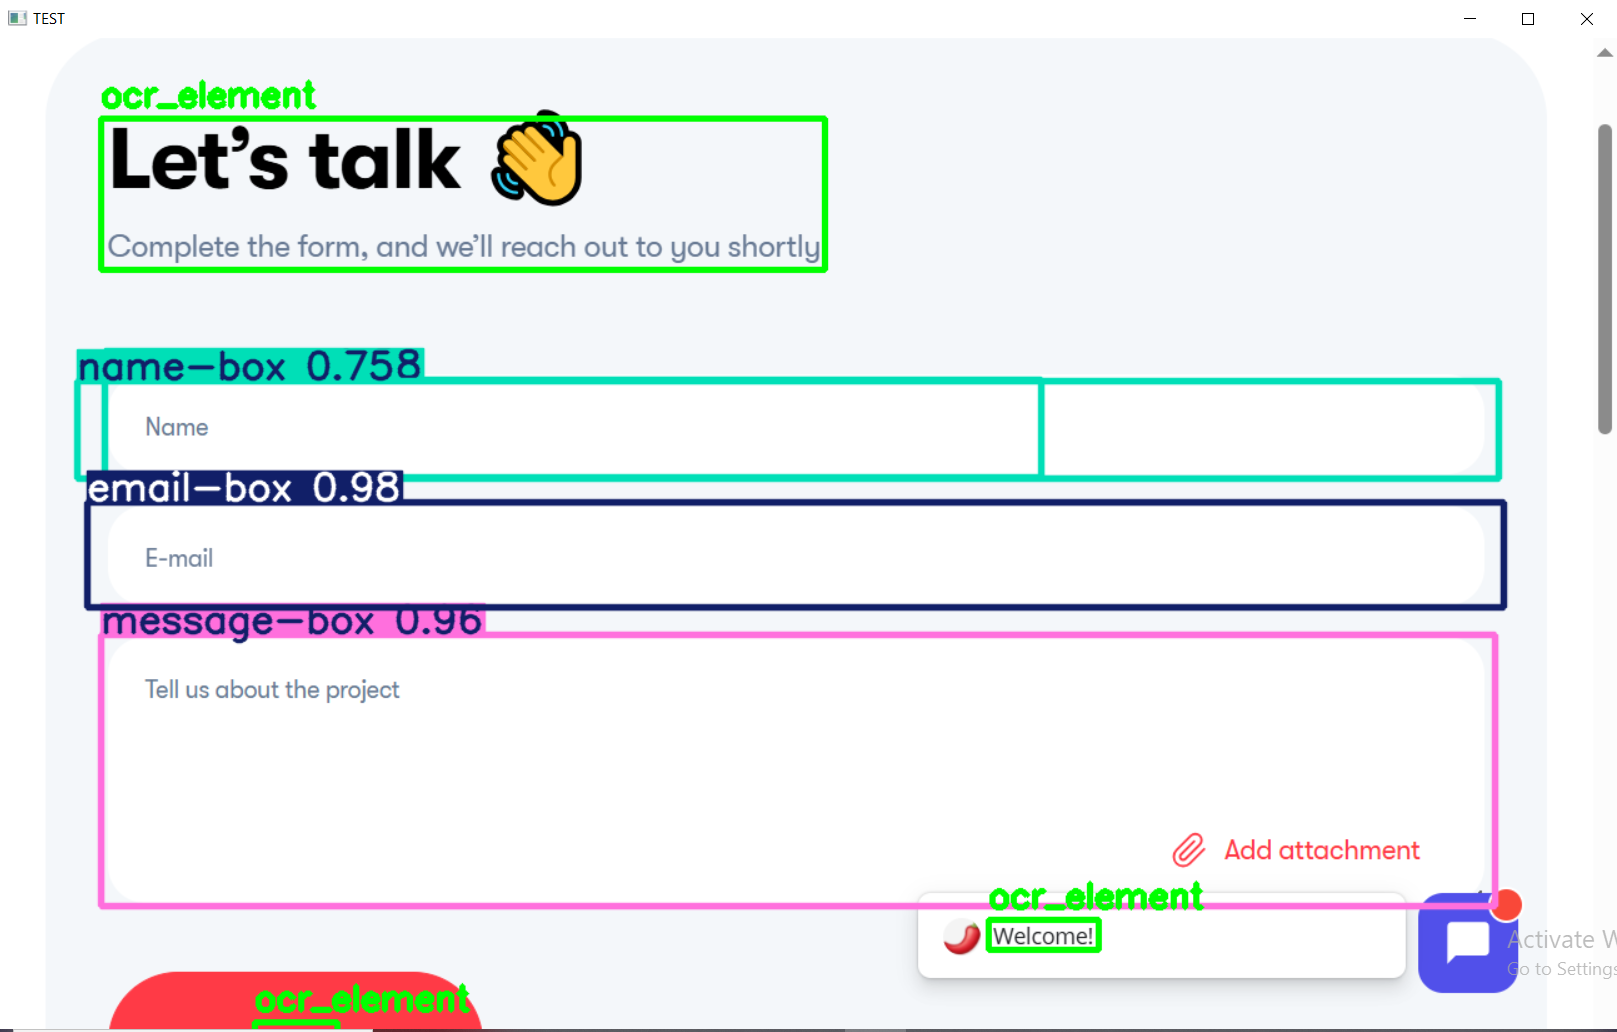 TEST
ocr_element
Let's talk 👋
Complete the form, and we'll reach out to you shortly
name-box 0.758
Name
email-box 0.98
E-mail
message-box 0.96
Tell us about the project
Add attachment
ocr_element
Welcome!
Activate W
Go to Settings
ocr_element